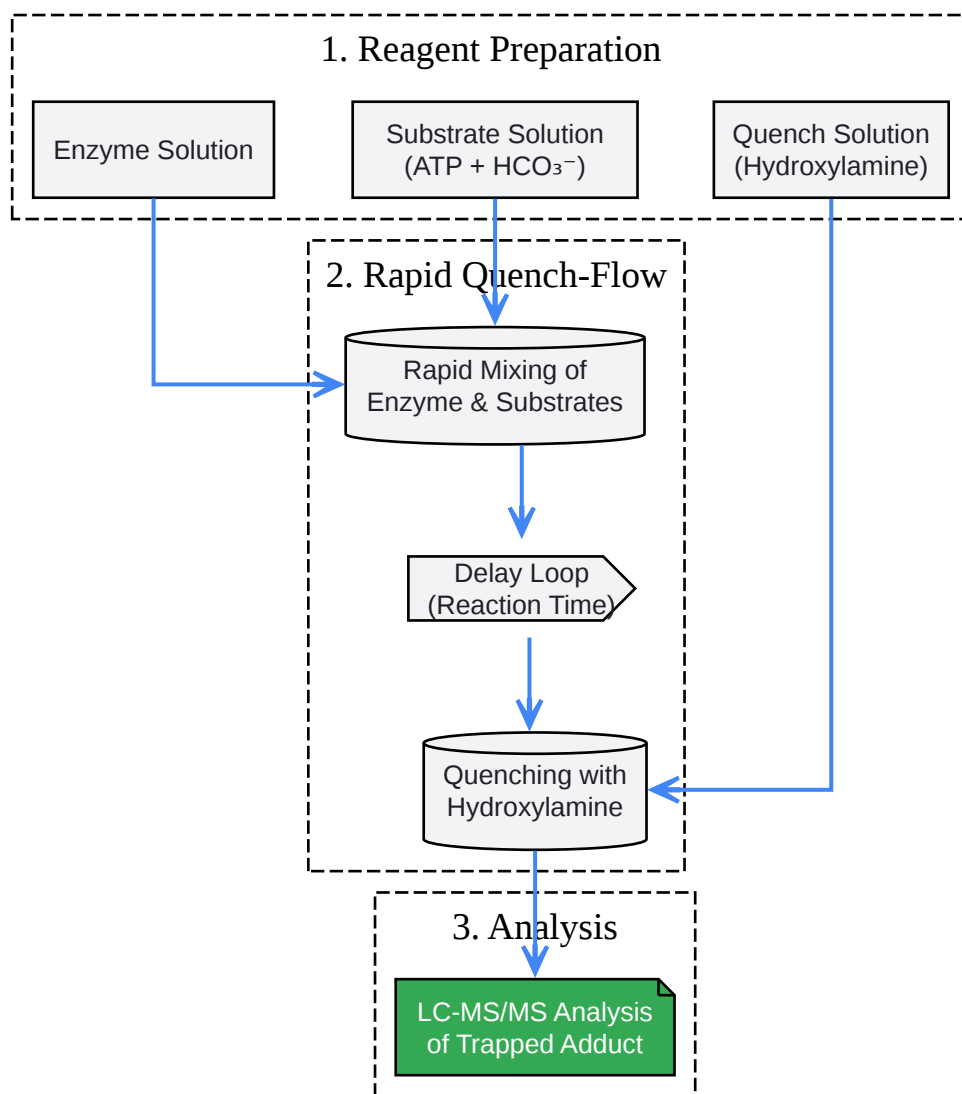 1. Reagent Preparation
Enzyme Solution
Substrate Solution
(ATP + HCO₃⁻)
Quench Solution
(Hydroxylamine)
2. Rapid Quench-Flow
Rapid Mixing of
Enzyme & Substrates
Delay Loop
(Reaction Time)
Quenching with
Hydroxylamine
3. Analysis
LC-MS/MS Analysis
of Trapped Adduct